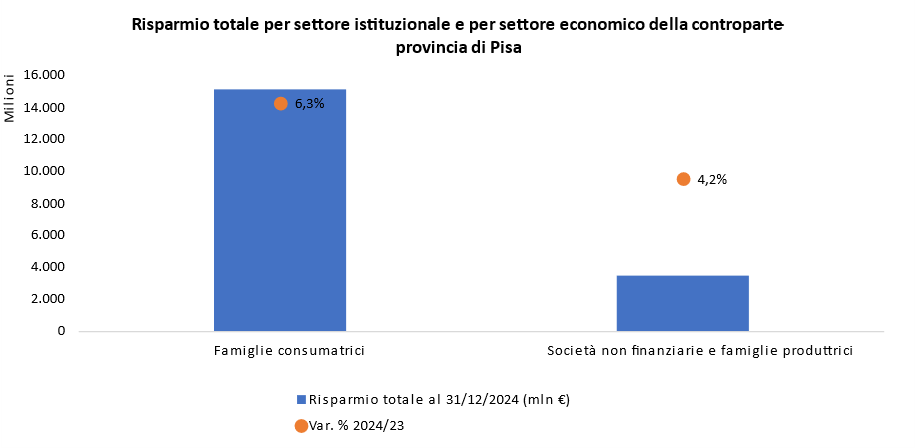 Risparmio totale per settore istituzionale e per settore economico della controparte-
provincia di Pisa
Milioni
16.000
14.000
12.000
10.000
8.000
6.000
4.000
2.000
0
6,3%
4,2%
Famiglie consumatrici
Società non finanziarie e famiglie produttrici
Risparmio totale al 31/12/2024 (mln €)
Var. % 2024/23